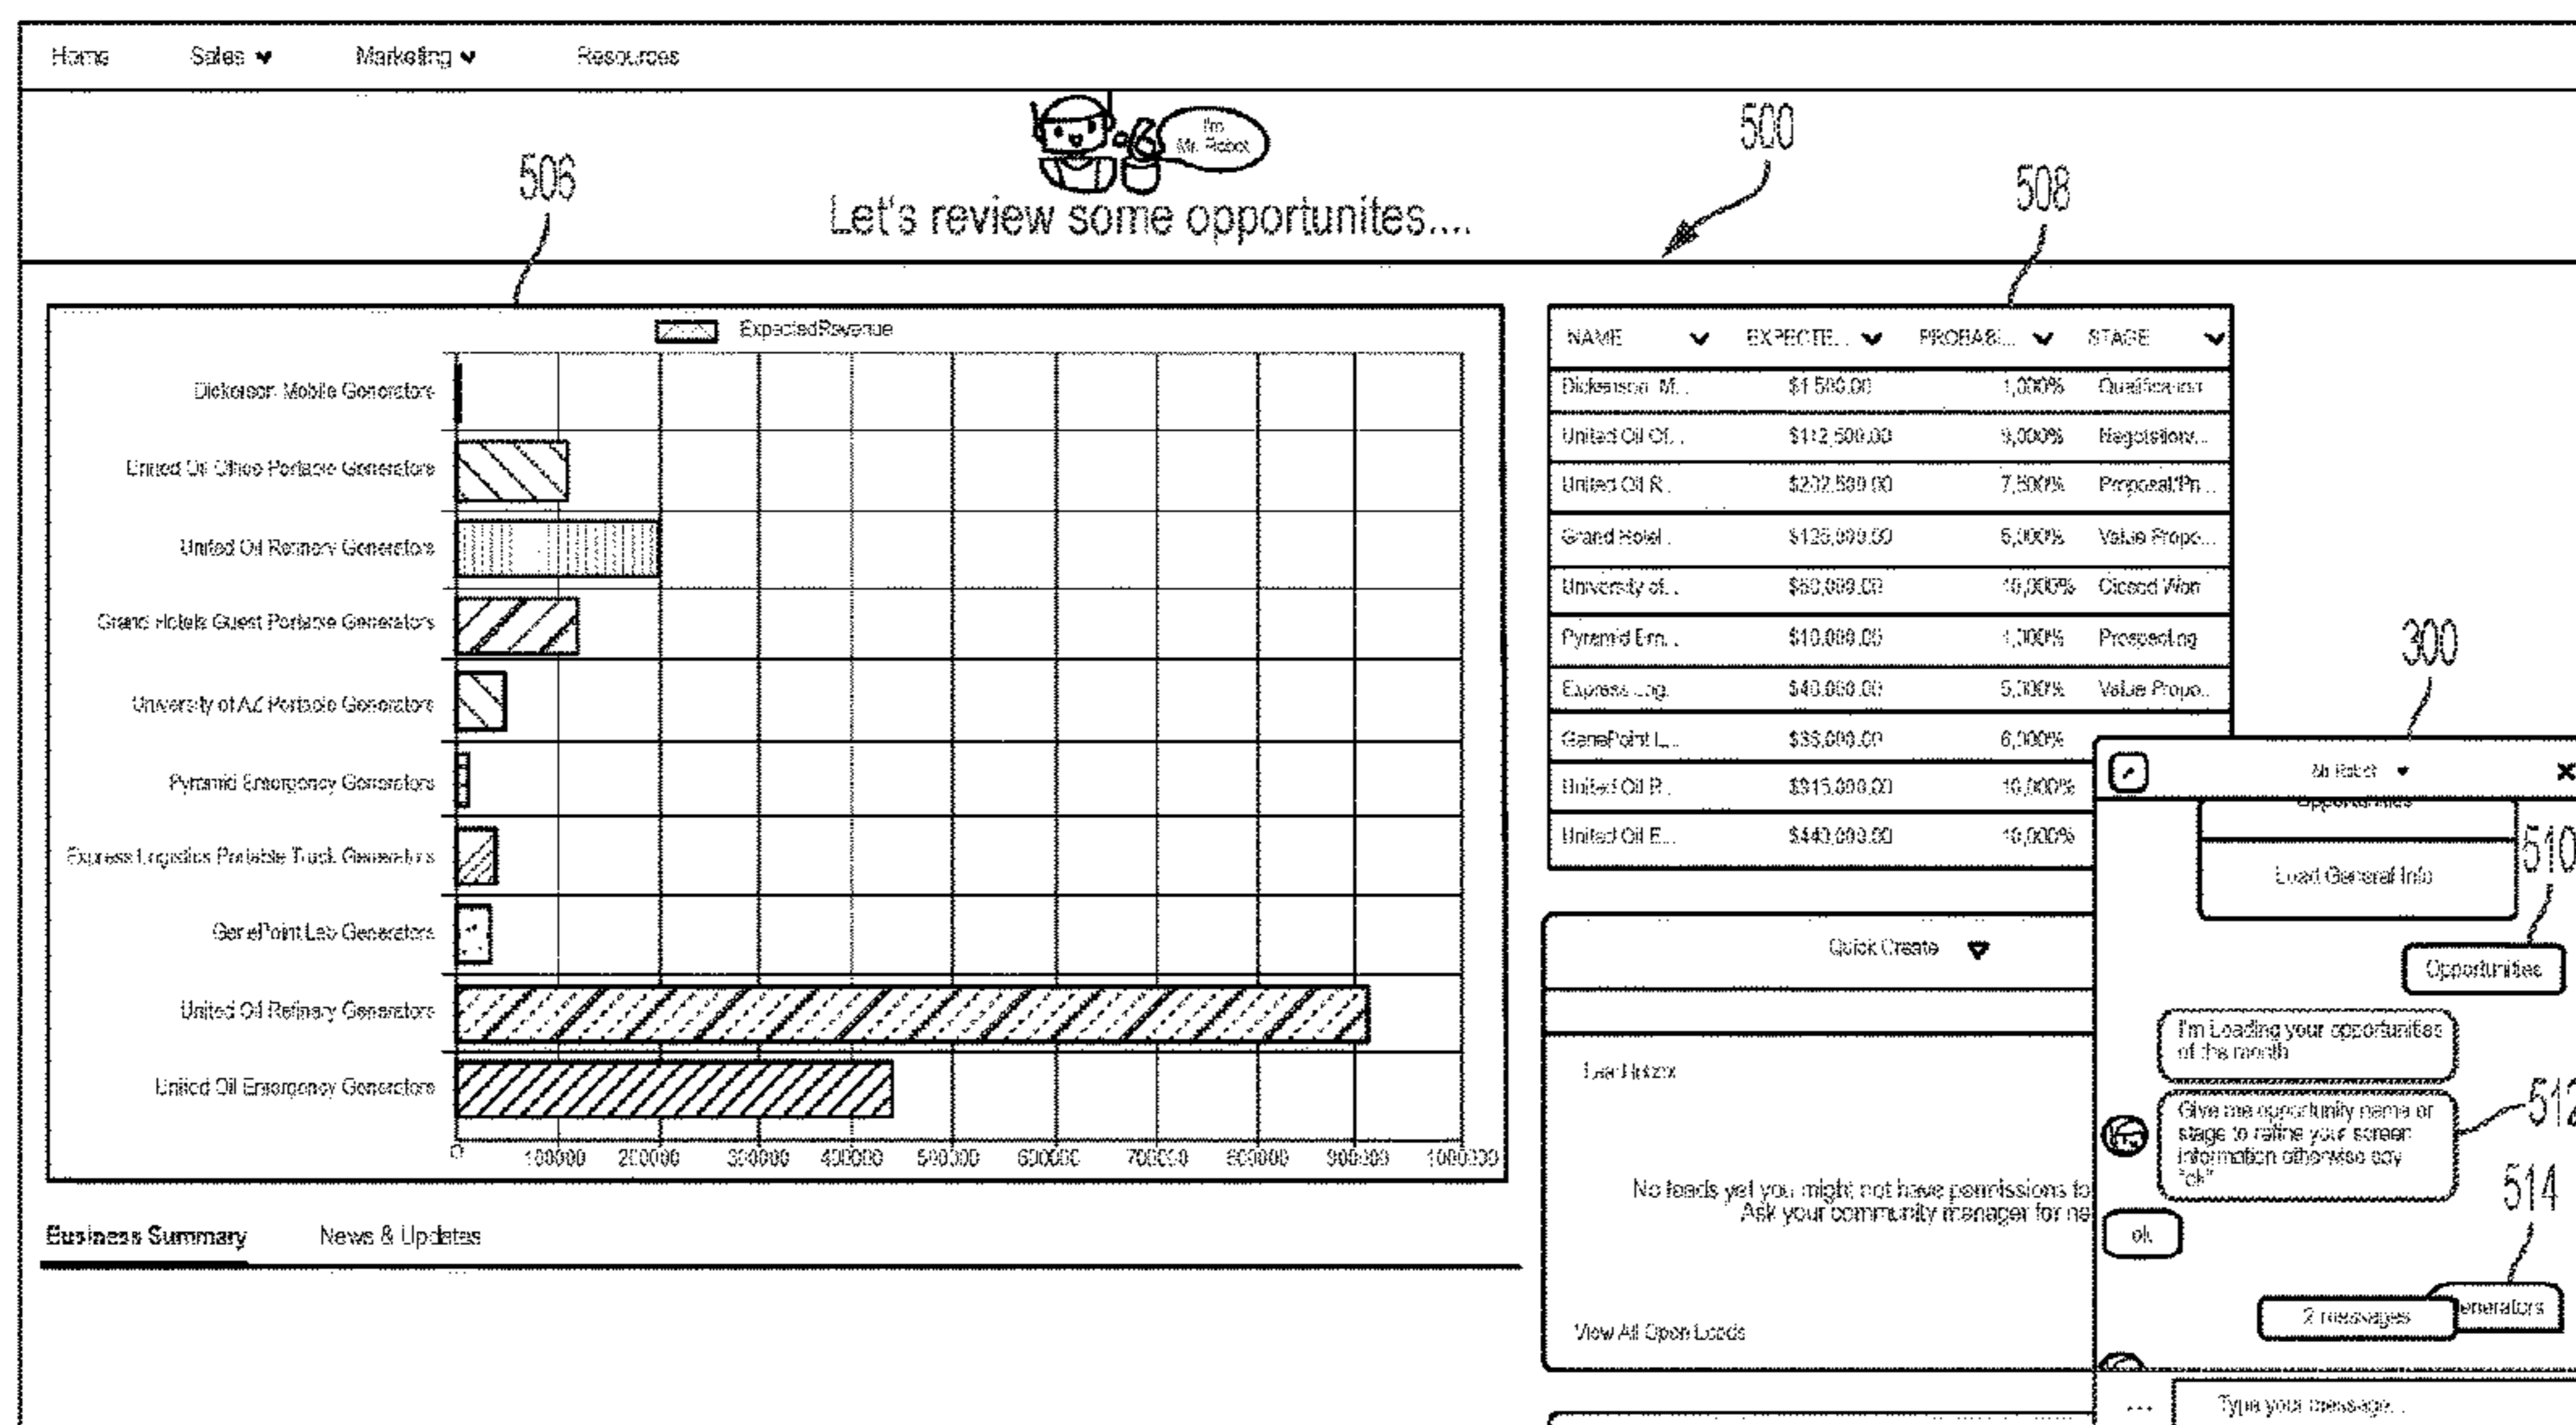 Home Sales Marketing Resources
I'm
Mr. Robot
Let's review some opportunites....
500
506
508
ExpectedRevenue
Dickerson Mobile Generators
United Oil Office Portable Generators
United Oil Refinery Generators
Grand Hotels Guest Portable Generators
University of AZ Portable Generators
Pyramid Emergency Generators
Express Logistics Portable Truck Generators
GenePoint Lab Generators
United Oil Refinery Generators
United Oil Emergency Generators
0 100000 200000 300000 400000 500000 600000 700000 800000 900000 1000000
Business Summary News & Updates
NAME EXPECTE... PROBABI... STAGE
Dickenson M... $1,500.00 1,000% Qualification
United Oil Of... $112,500.00 9,000% Negotiation/...
United Oil R... $202,500.00 7,500% Proposal/Pri...
Grand Hotel... 5,000% Value Propo...
University of... $50,000.00 10,000% Closed Won
Pyramid Em... $10,000.00 1,000% Prospecting
Express Log... $40,000.00 5,000% Value Propo...
GenePoint L... 6,000%
United Oil R... $915,000.00 10,000%
United Oil E... $440,000.00 10,000%
Quick Create
Lead Inbox
No leads yet you might not have permissions to
Ask your community manager for ne
View All Open Leads
300
Mr Robot
Opportunities
Load General Info
510
Opportunities
I'm Loading your opportunities
of the month
512
Give me opportunity name or
stage to refine your screen
information otherwise say
"ok"
ok
514
2 messages enerators
Type your message...